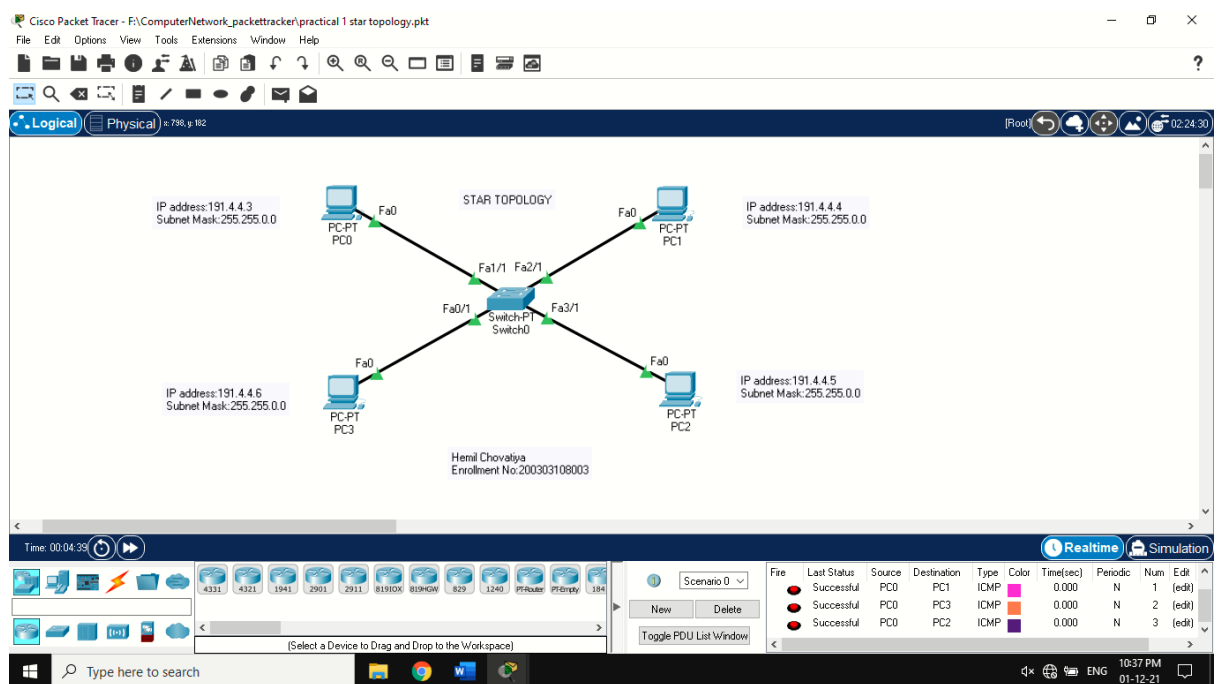 Cisco Packet Tracer - F:\ComputerNetwork_packettracker\practical 1 star topology.pkt
File Edit Options View Tools Extensions Window Help
?
Logical Physical x: 798, y: 182 [Root] 02:24:30
STAR TOPOLOGY
IP address:191.4.4.3
Subnet Mask:255.255.0.0
Fa0
PC-PT
PC0
IP address:191.4.4.4
Subnet Mask:255.255.0.0
Fa0
PC-PT
PC1
Fa1/1 Fa2/1
Fa0/1 Fa3/1
Switch-PT
Switch0
Fa0
IP address:191.4.4.6
Subnet Mask:255.255.0.0
PC-PT
PC3
Fa0
IP address:191.4.4.5
Subnet Mask:255.255.0.0
PC-PT
PC2
Hemil Chovatiya
Enrollment No:200303108003
Time: 00:04:39 Realtime Simulation
4331 4321 1941 2901 2911 819IOX 819HGW 829 1240 PT-Router PT-Empty 184
(Select a Device to Drag and Drop to the Workspace)
Scenario 0
New Delete
Toggle PDU List Window
Fire Last Status Source Destination Type Color Time(sec) Periodic Num Edit
Successful PC0 PC1 ICMP 0.000 N 1 (edit)
Successful PC0 PC3 ICMP 0.000 N 2 (edit)
Successful PC0 PC2 ICMP 0.000 N 3 (edit)
Type here to search
ENG
10:37 PM
01-12-21